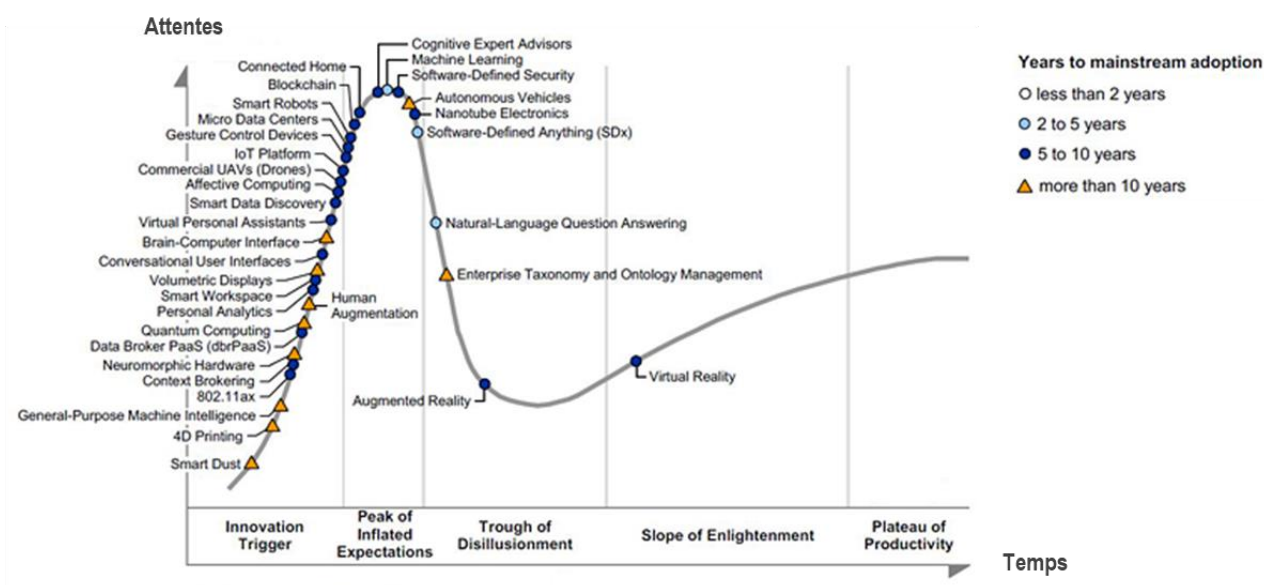 Attentes
Cognitive Expert Advisors
Machine Learning
Software-Defined Security
Autonomous Vehicles
Nanotube Electronics
Software-Defined Anything (SDx)
Connected Home
Blockchain
Smart Robots
Micro Data Centers
Gesture Control Devices
IoT Platform
Commercial UAVs (Drones)
Affective Computing
Smart Data Discovery
Virtual Personal Assistants
Brain-Computer Interface
Conversational User Interfaces
Volumetric Displays
Smart Workspace
Personal Analytics
Quantum Computing
Data Broker PaaS (dbrPaaS)
Neuromorphic Hardware
Context Brokering
802.11ax
General-Purpose Machine Intelligence
4D Printing
Smart Dust
Human
Augmentation
Natural-Language Question Answering
Enterprise Taxonomy and Ontology Management
Augmented Reality
Virtual Reality
Years to mainstream adoption
less than 2 years
2 to 5 years
5 to 10 years
more than 10 years
Innovation
Trigger
Peak of
Inflated
Expectations
Trough of
Disillusionment
Slope of Enlightenment
Plateau of
Productivity
Temps